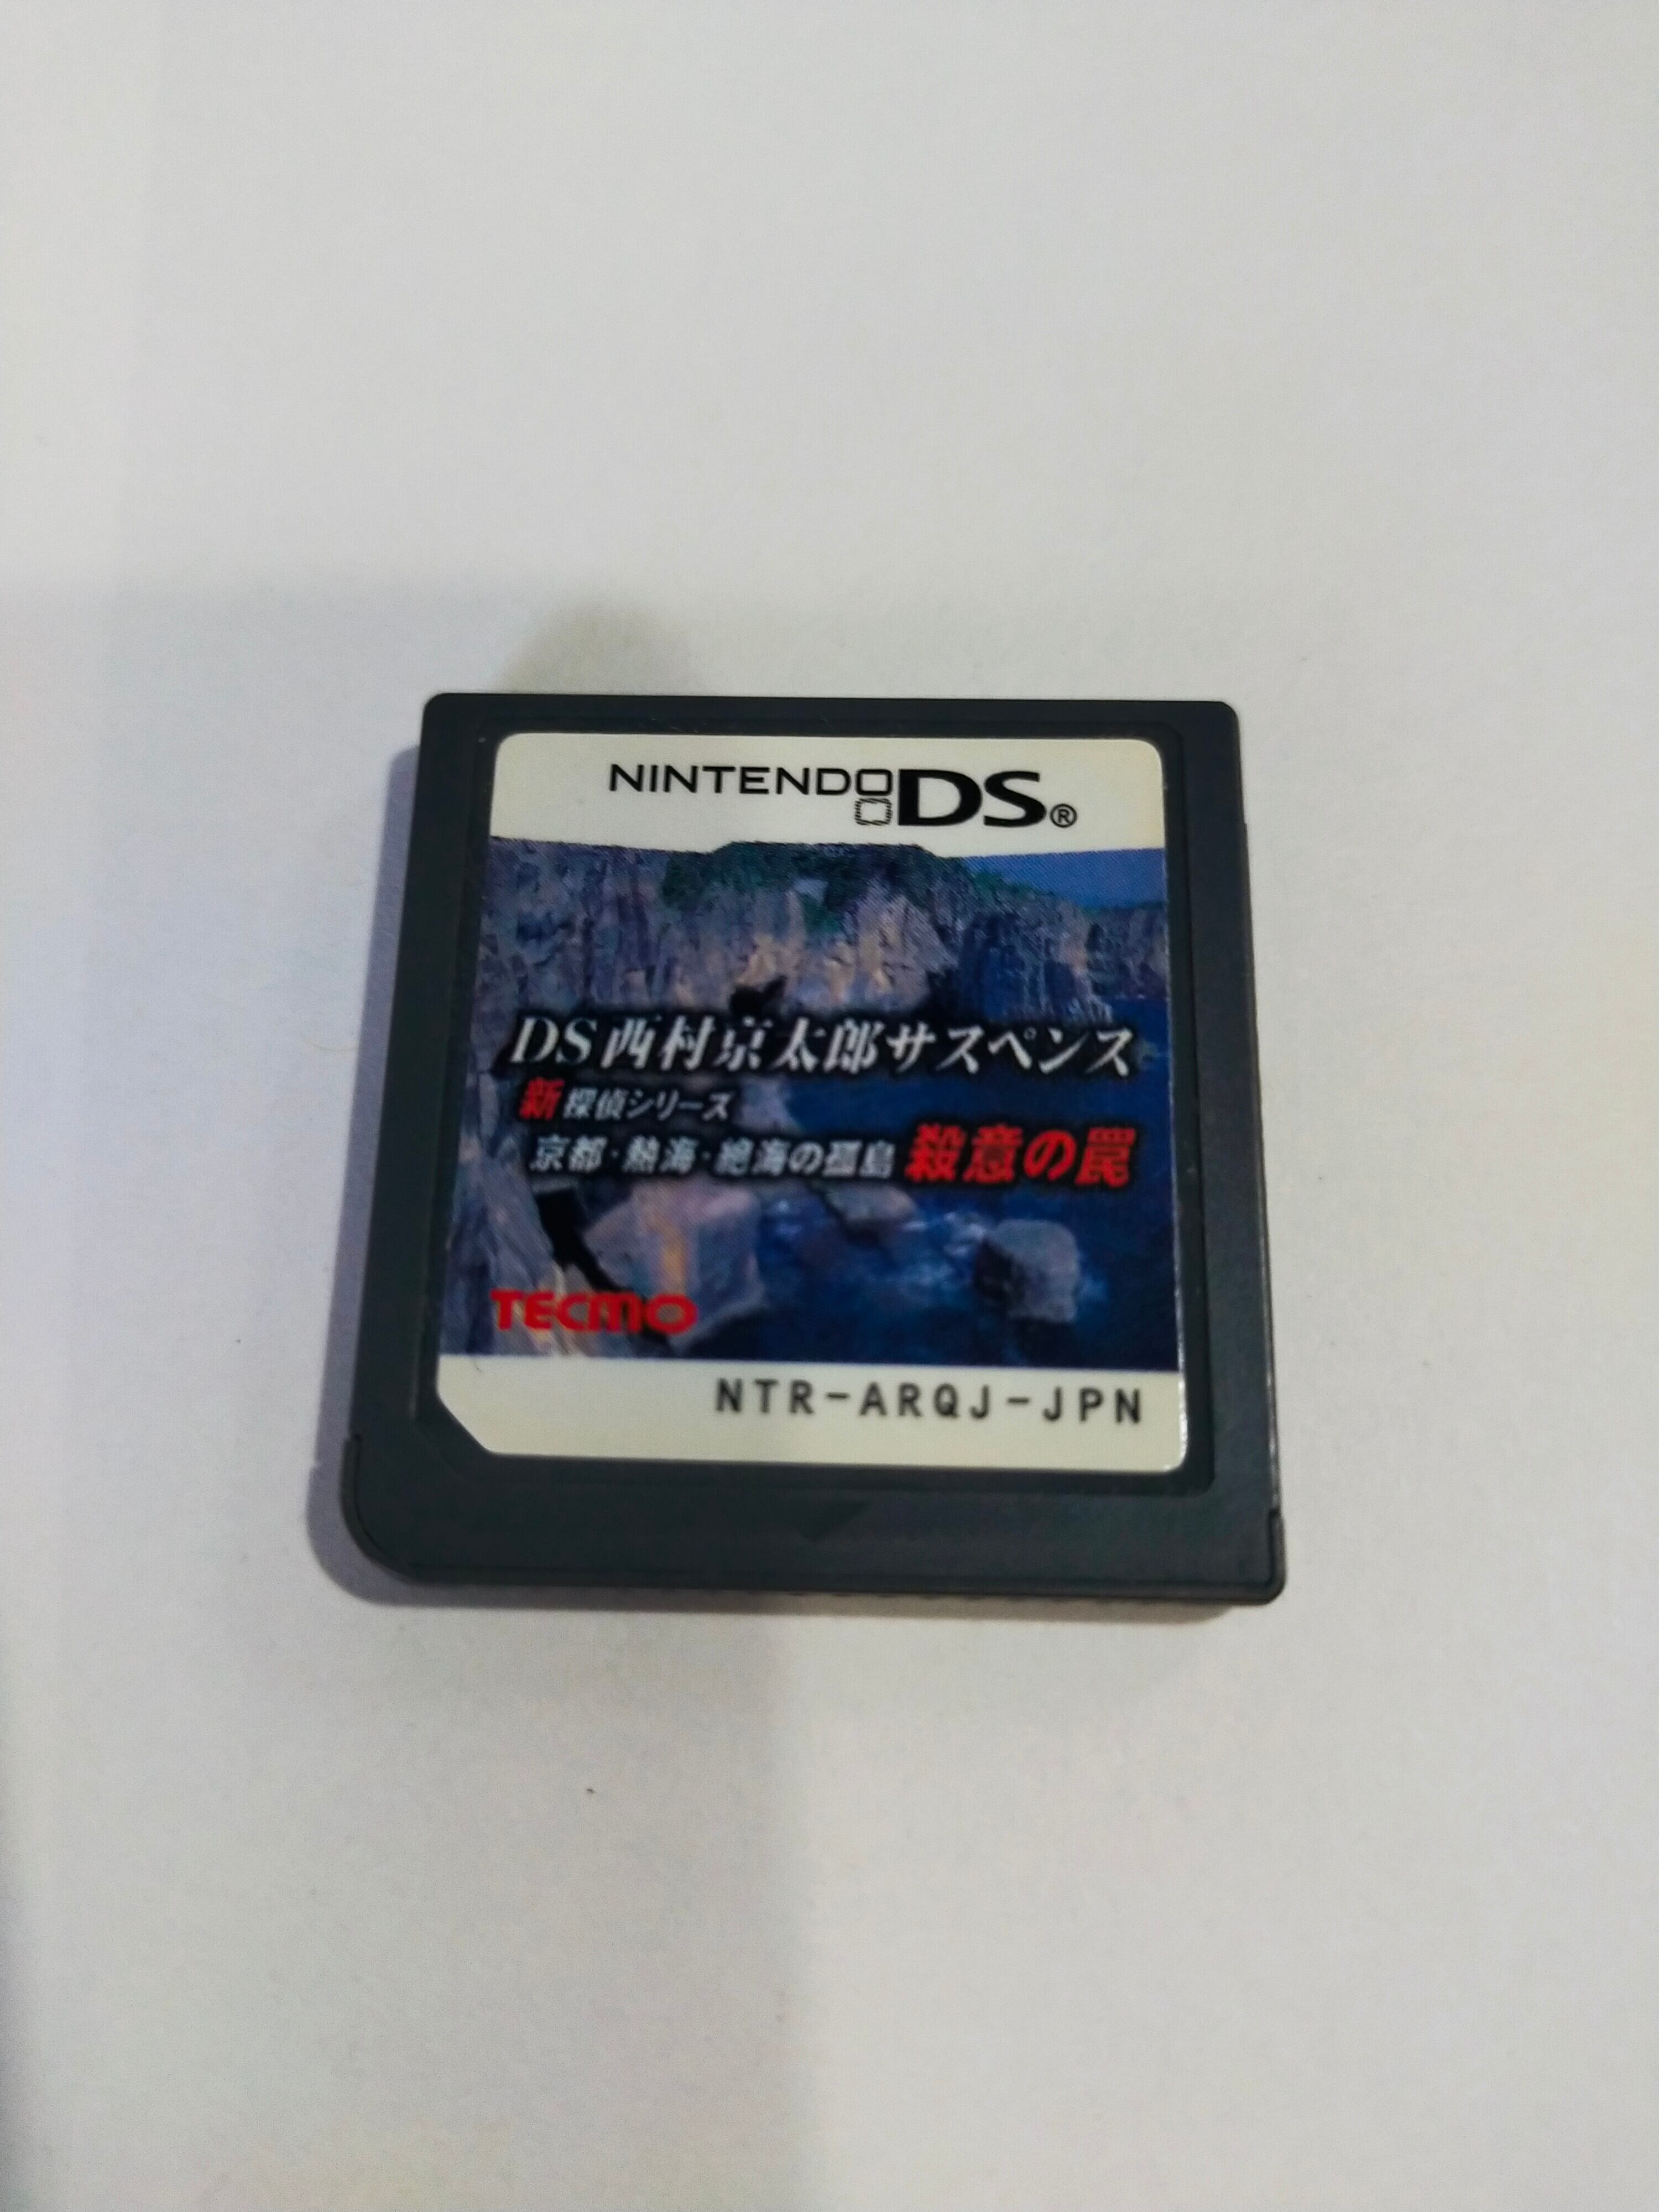 NINTENDO DS®
DS西村京太郎サスペンス
新探偵シリーズ
京都・熱海・絶海の孤島 殺意の罠
TECMO
NTR-ARQJ-JPN